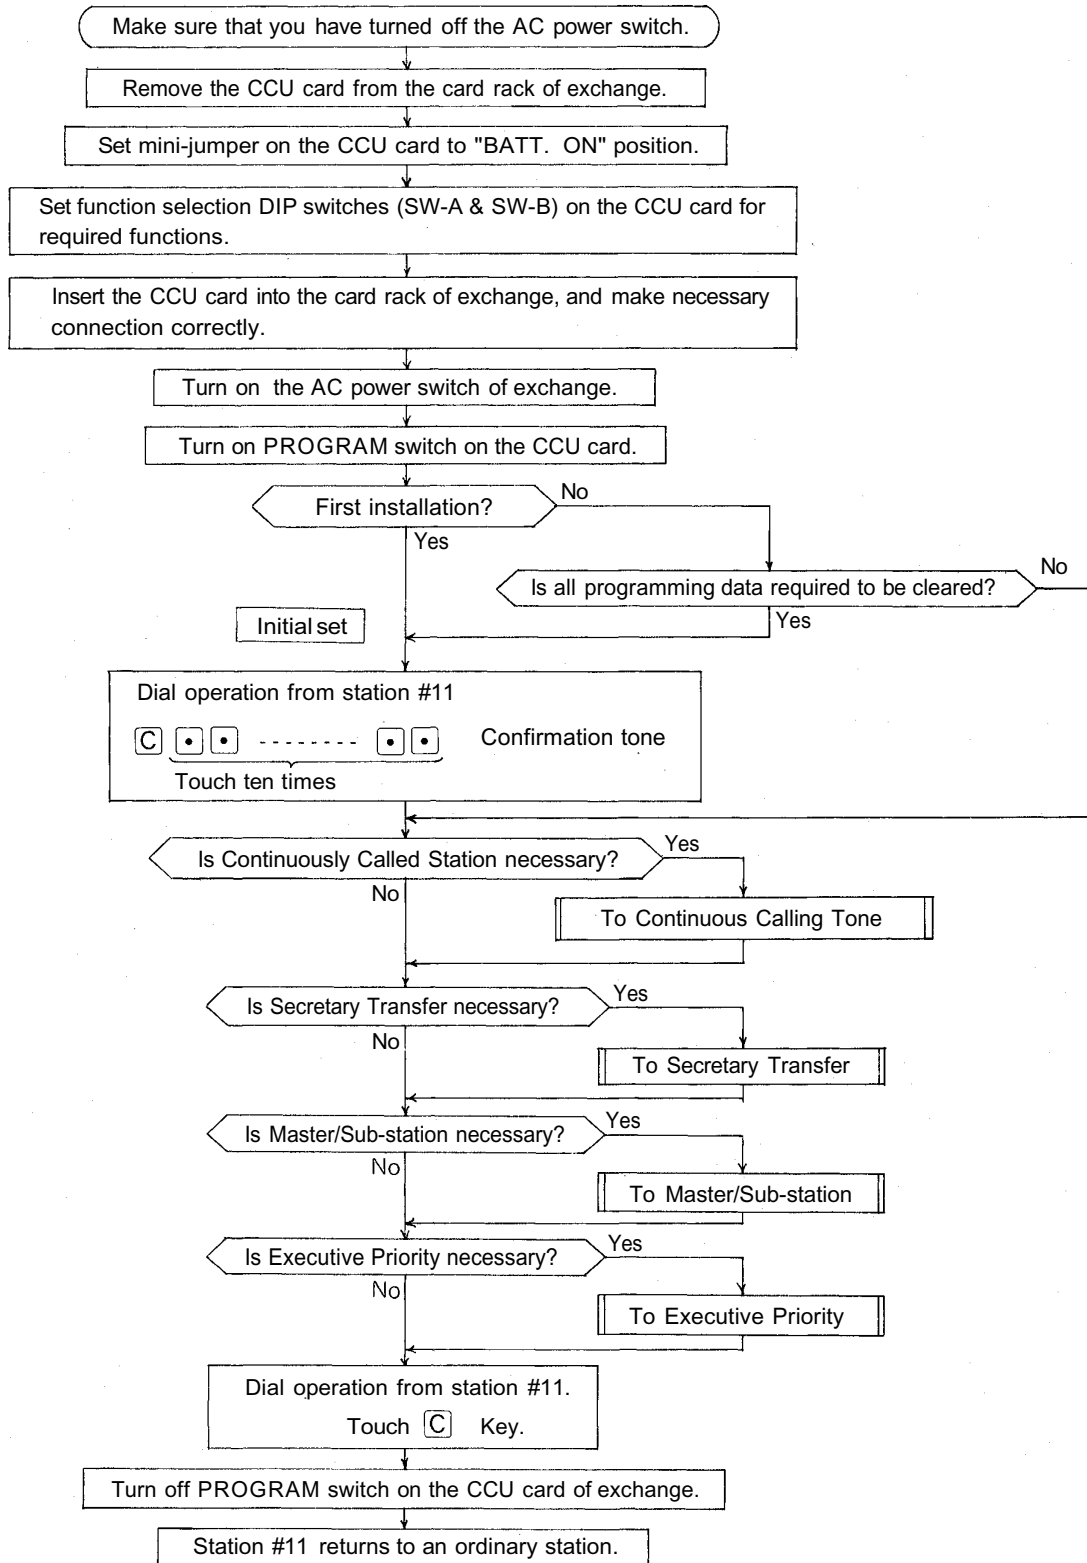 Make sure that you have turned off the AC power switch.
Remove the CCU card from the card rack of exchange.
Set mini-jumper on the CCU card to "BATT. ON" position.
Set function selection DIP switches (SW-A & SW-B) on the CCU card for
required functions.
Insert the CCU card into the card rack of exchange, and make necessary
connection correctly.
Turn on the AC power switch of exchange.
Turn on PROGRAM switch on the CCU card.
First installation?
No
Yes
Is all programming data required to be cleared?
No
Yes
Initial set
Dial operation from station #11
C • • -------- • • Confirmation tone
Touch ten times
Is Continuously Called Station necessary?
Yes
No
To Continuous Calling Tone
Is Secretary Transfer necessary?
Yes
No
To Secretary Transfer
Is Master/Sub-station necessary?
Yes
No
To Master/Sub-station
Is Executive Priority necessary?
Yes
No
To Executive Priority
Dial operation from station #11.
Touch C Key.
Turn off PROGRAM switch on the CCU card of exchange.
Station #11 returns to an ordinary station.